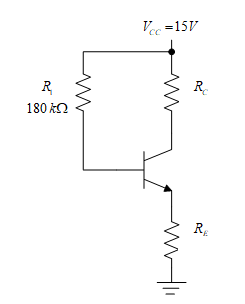 V_CC =15V
R_1
180 kΩ
R_C
R_E